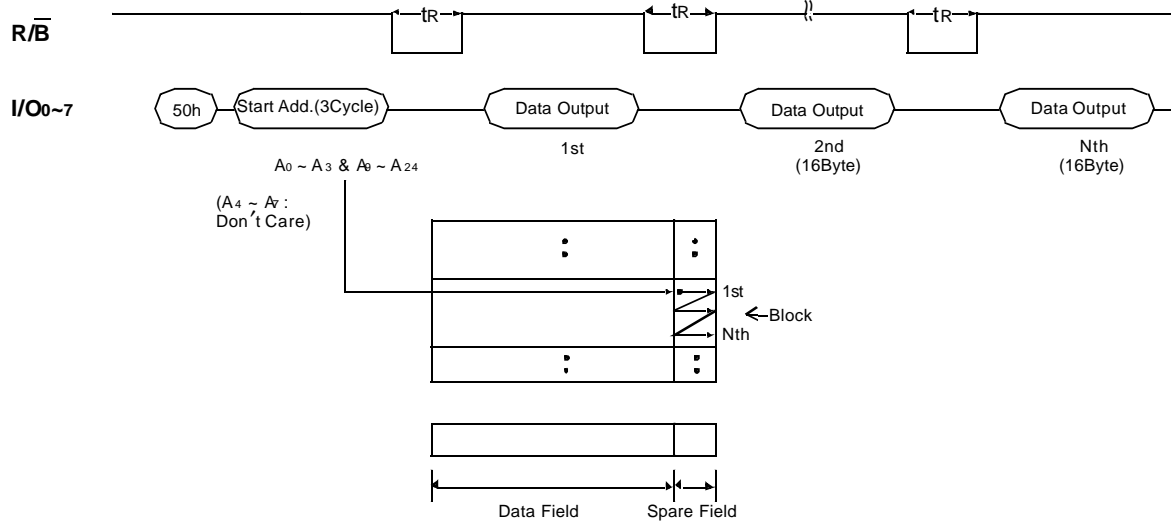 R/B
tR
tR
tR
I/O0~7
50h
Start Add.(3Cycle)
Data Output
Data Output
Data Output
1st
2nd
(16Byte)
Nth
(16Byte)
A0 ~ A3 & A9 ~ A24
(A4 ~ A7 :
Don't Care)
1st
Block
Nth
Data Field
Spare Field